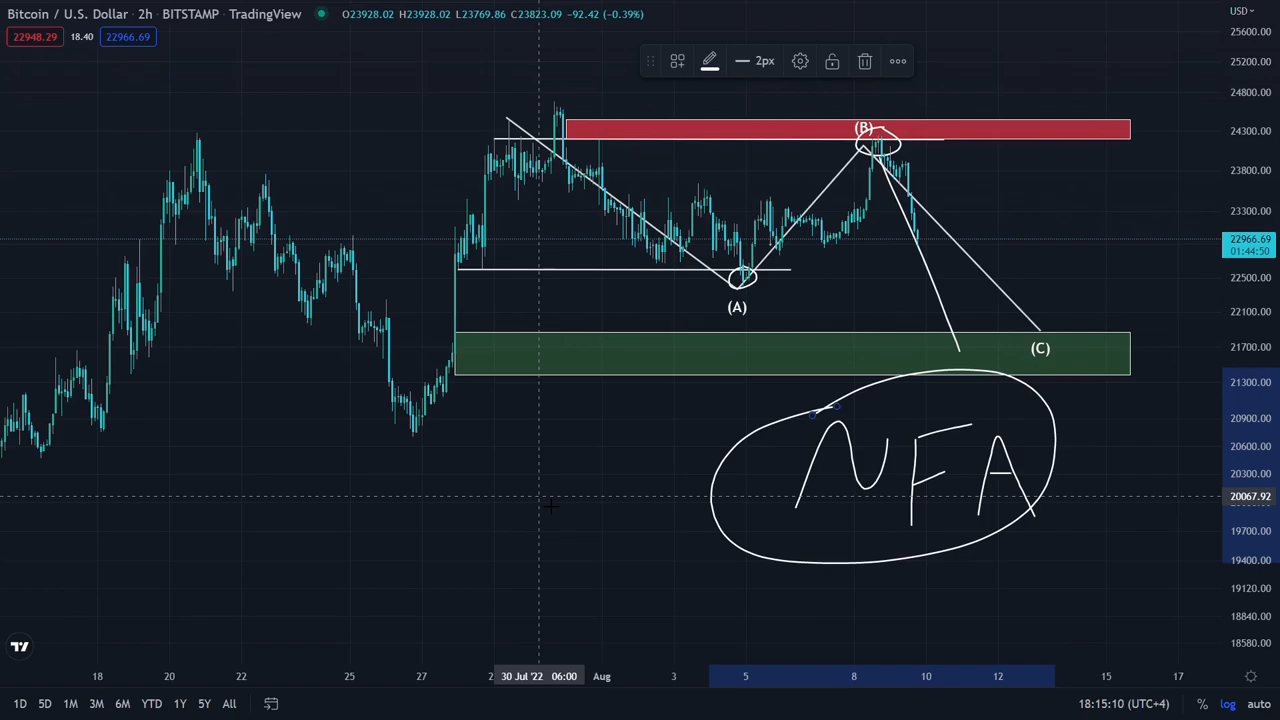 Bitcoin / U.S. Dollar · 2h · BITSTAMP · TradingView O23928.02 H23928.02 L23769.86 C23823.09 −92.42 (−0.39%)
USD
22948.29 18.40 22966.69
2px
25600.00
25200.00
24800.00
24300.00
23800.00
23300.00
22966.69
01:44:50
22500.00
22100.00
21700.00
21300.00
20900.00
20600.00
20300.00
20067.92
19700.00
19400.00
19120.00
18840.00
18580.00
(B)
(A)
(C)
NFA
18 20 22 25 27 2 30 Jul '22 06:00 Aug 3 5 8 10 12 15 17
1D 5D 1M 3M 6M YTD 1Y 5Y All 18:15:10 (UTC+4) % log auto